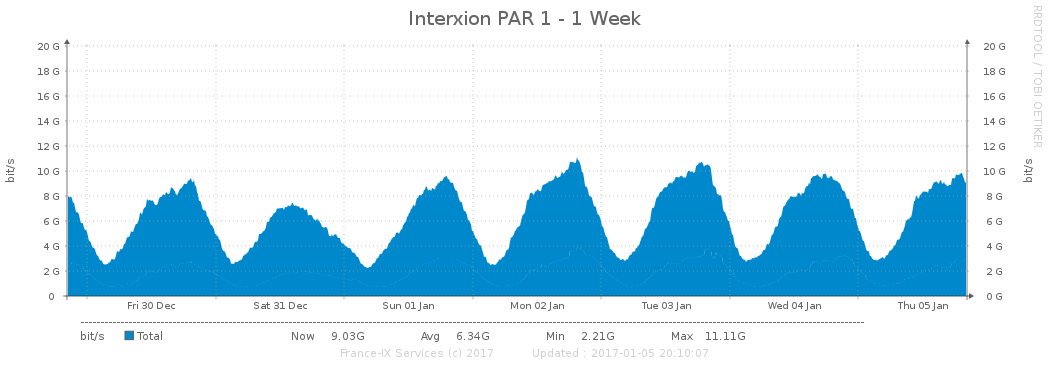 Interxion PAR 1 - 1 Week
RRDTOOL / TOBI OETIKER
20 G 20 G
18 G 18 G
16 G 16 G
14 G 14 G
12 G 12 G
10 G 10 G
8 G 8 G
6 G 6 G
4 G 4 G
2 G 2 G
0 0 G
bit/s bit/s
Fri 30 Dec Sat 31 Dec Sun 01 Jan Mon 02 Jan Tue 03 Jan Wed 04 Jan Thu 05 Jan
bit/s Total Now 9.03G Avg 6.34G Min 2.21G Max 11.11G
France-IX Services (c) 2017 Updated : 2017-01-05 20:10:07